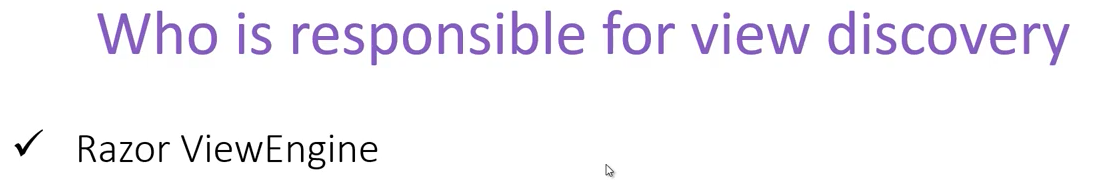 Who is responsible for view discovery
✓ Razor ViewEngine